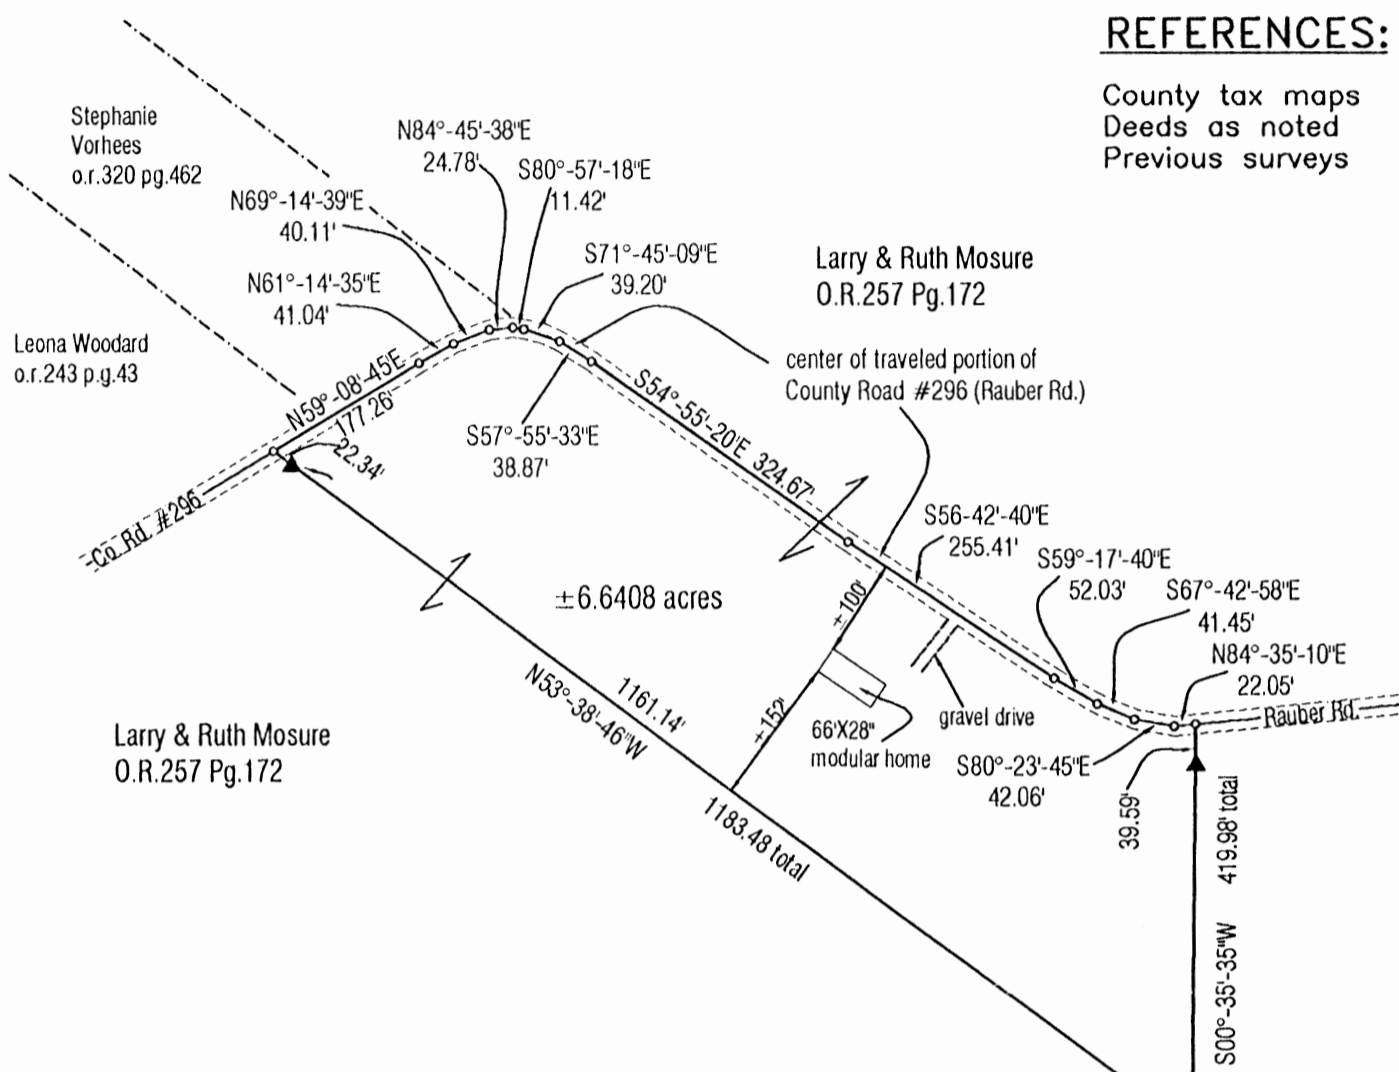 REFERENCES:
County tax maps
Deeds as noted
Previous surveys
Stephanie
Vorhees
o.r.320 pg.462
N84°-45'-38"E
24.78'
S80°-57'-18"E
11.42'
N69°-14'-39"E
40.11'
S71°-45'-09"E
39.20'
N61°-14'-35"E
41.04'
Larry & Ruth Mosure
O.R.257 Pg.172
Leona Woodard
o.r.243 p.g.43
center of traveled portion of
County Road #296 (Rauber Rd.)
N59°-08'-45"E
177.26'
22.34'
S57°-55'-33"E
38.87'
S54°-55'-20"E 324.67'
Co. Rd. #296
S56-42'-40"E
255.41'
S59°-17'-40"E
52.03'
S67°-42'-58"E
41.45'
N84°-35'-10"E
22.05'
Rauber Rd.
±6.6408 acres
±100'
±152'
gravel drive
66'X28"
modular home
S80°-23'-45"E
42.06'
39.59'
1161.14'
N53°-38'-46"W
1183.48 total
Larry & Ruth Mosure
O.R.257 Pg.172
S00°-35'-35"W 419.98' total